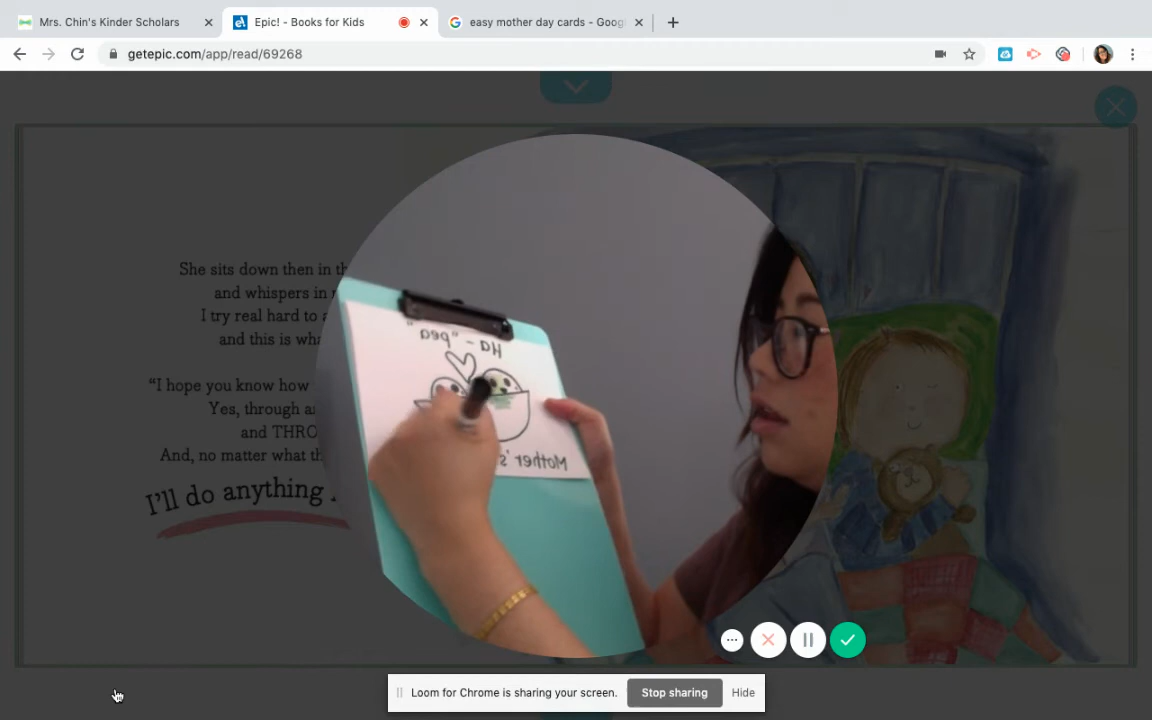 Mrs. Chin's Kinder Scholars
Epic! - Books for Kids
easy mother day cards - Goog
getepic.com/app/read/69268
She sits down then in th
and whispers in
I try real hard to a
and this is wha
"I hope you know how
Yes, through a
and THRO
And, no matter what th
I'll do anything
Ha - "pea"
Mother's
Loom for Chrome is sharing your screen.
Stop sharing
Hide